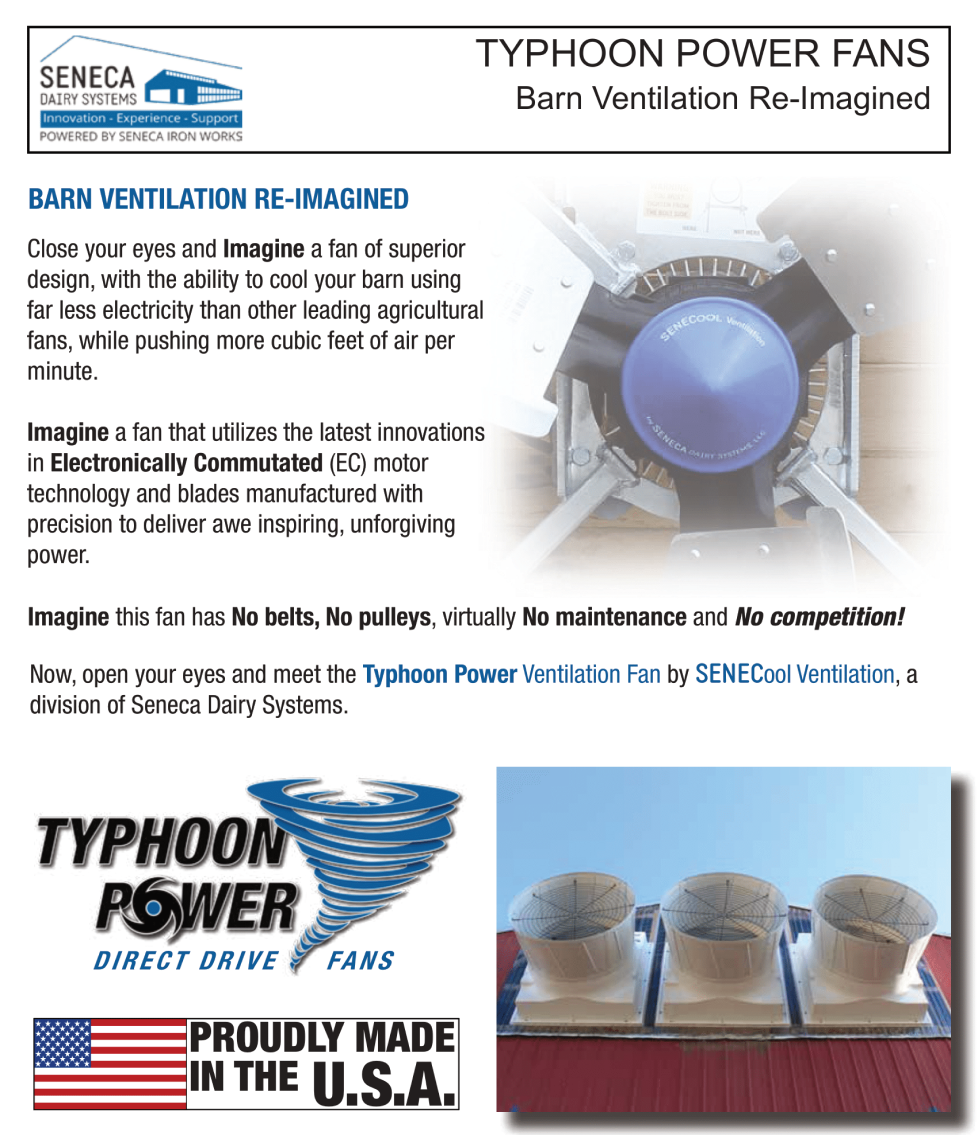 SENECA
DAIRY SYSTEMS
Innovation - Experience - Support
POWERED BY SENECA IRON WORKS
TYPHOON POWER FANS
Barn Ventilation Re-Imagined
BARN VENTILATION RE-IMAGINED
Close your eyes and Imagine a fan of superior
design, with the ability to cool your barn using
far less electricity than other leading agricultural
fans, while pushing more cubic feet of air per
minute.
Imagine a fan that utilizes the latest innovations
in Electronically Commutated (EC) motor
technology and blades manufactured with
precision to deliver awe inspiring, unforgiving
power.
SENECOOL Ventilation
by SENECA DAIRY SYSTEMS, LLC
Imagine this fan has No belts, No pulleys, virtually No maintenance and No competition!
Now, open your eyes and meet the Typhoon Power Ventilation Fan by SENECool Ventilation, a
division of Seneca Dairy Systems.
TYPHOON
POWER
DIRECT DRIVE FANS
PROUDLY MADE
IN THE U.S.A.